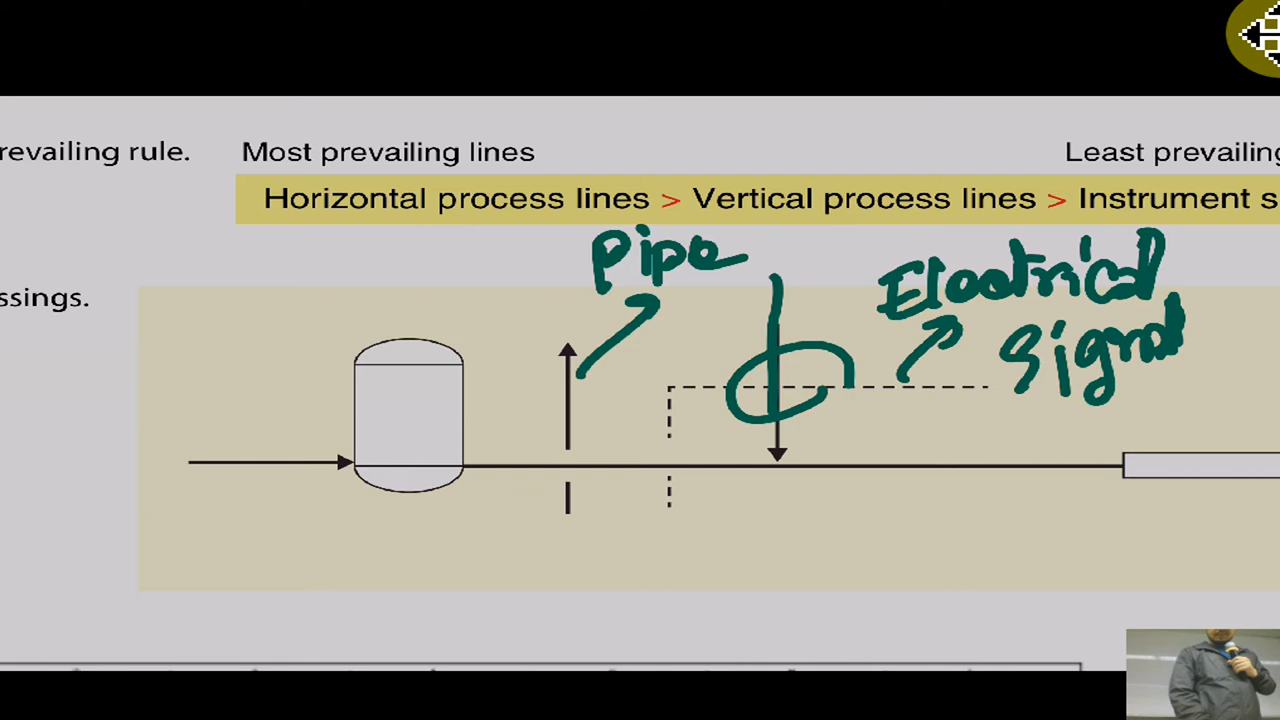 revailing rule.
Most prevailing lines
Least prevailing
Horizontal process lines > Vertical process lines > Instrument s
Pipe
Electrical
Signal
ssings.